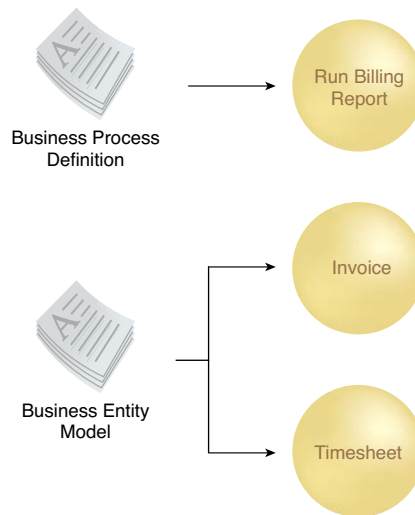 Business Process
Definition
Run Billing
Report
Invoice
Business Entity
Model
Timesheet